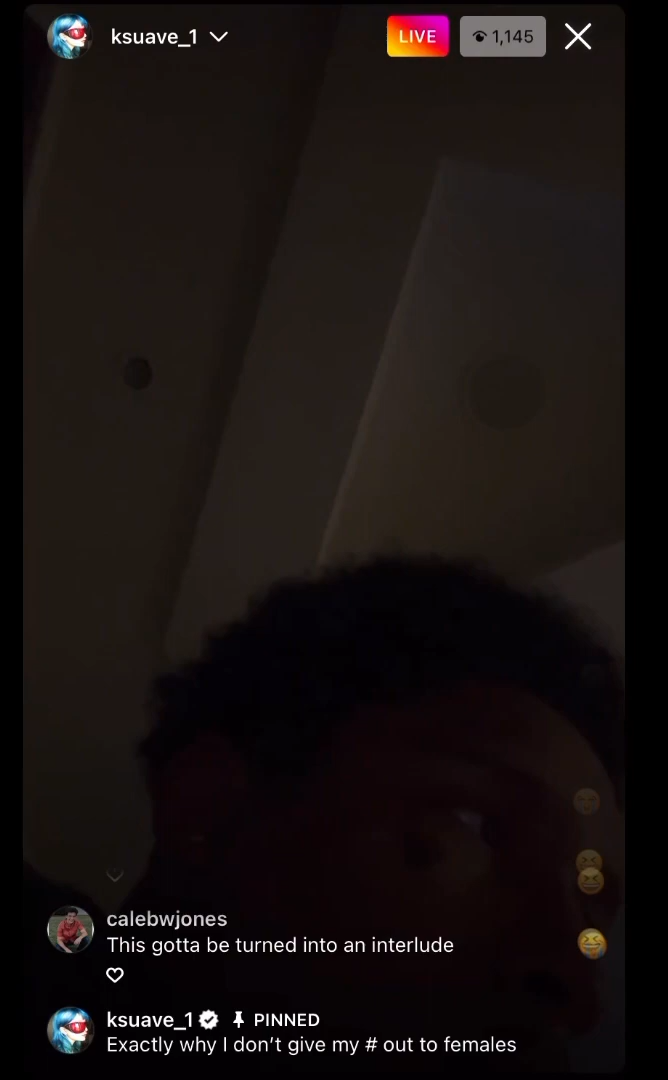 ksuave_1
LIVE
1,145
calebwjones
This gotta be turned into an interlude
ksuave_1 PINNED
Exactly why I don’t give my # out to females